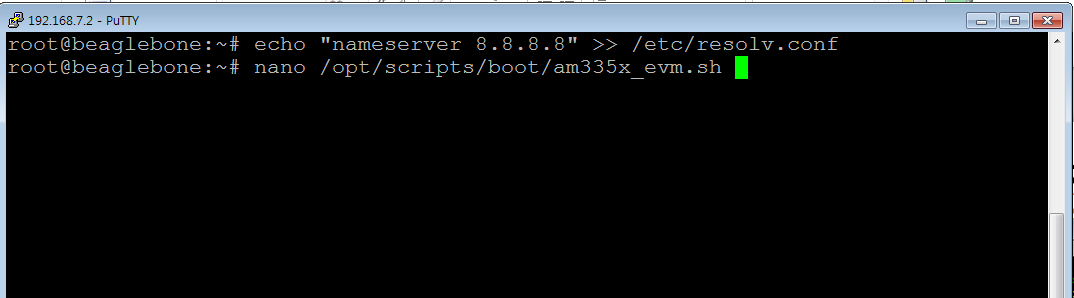 192.168.7.2 - PuTTY
root@beaglebone:~# echo "nameserver 8.8.8.8" >> /etc/resolv.conf
root@beaglebone:~# nano /opt/scripts/boot/am335x_evm.sh